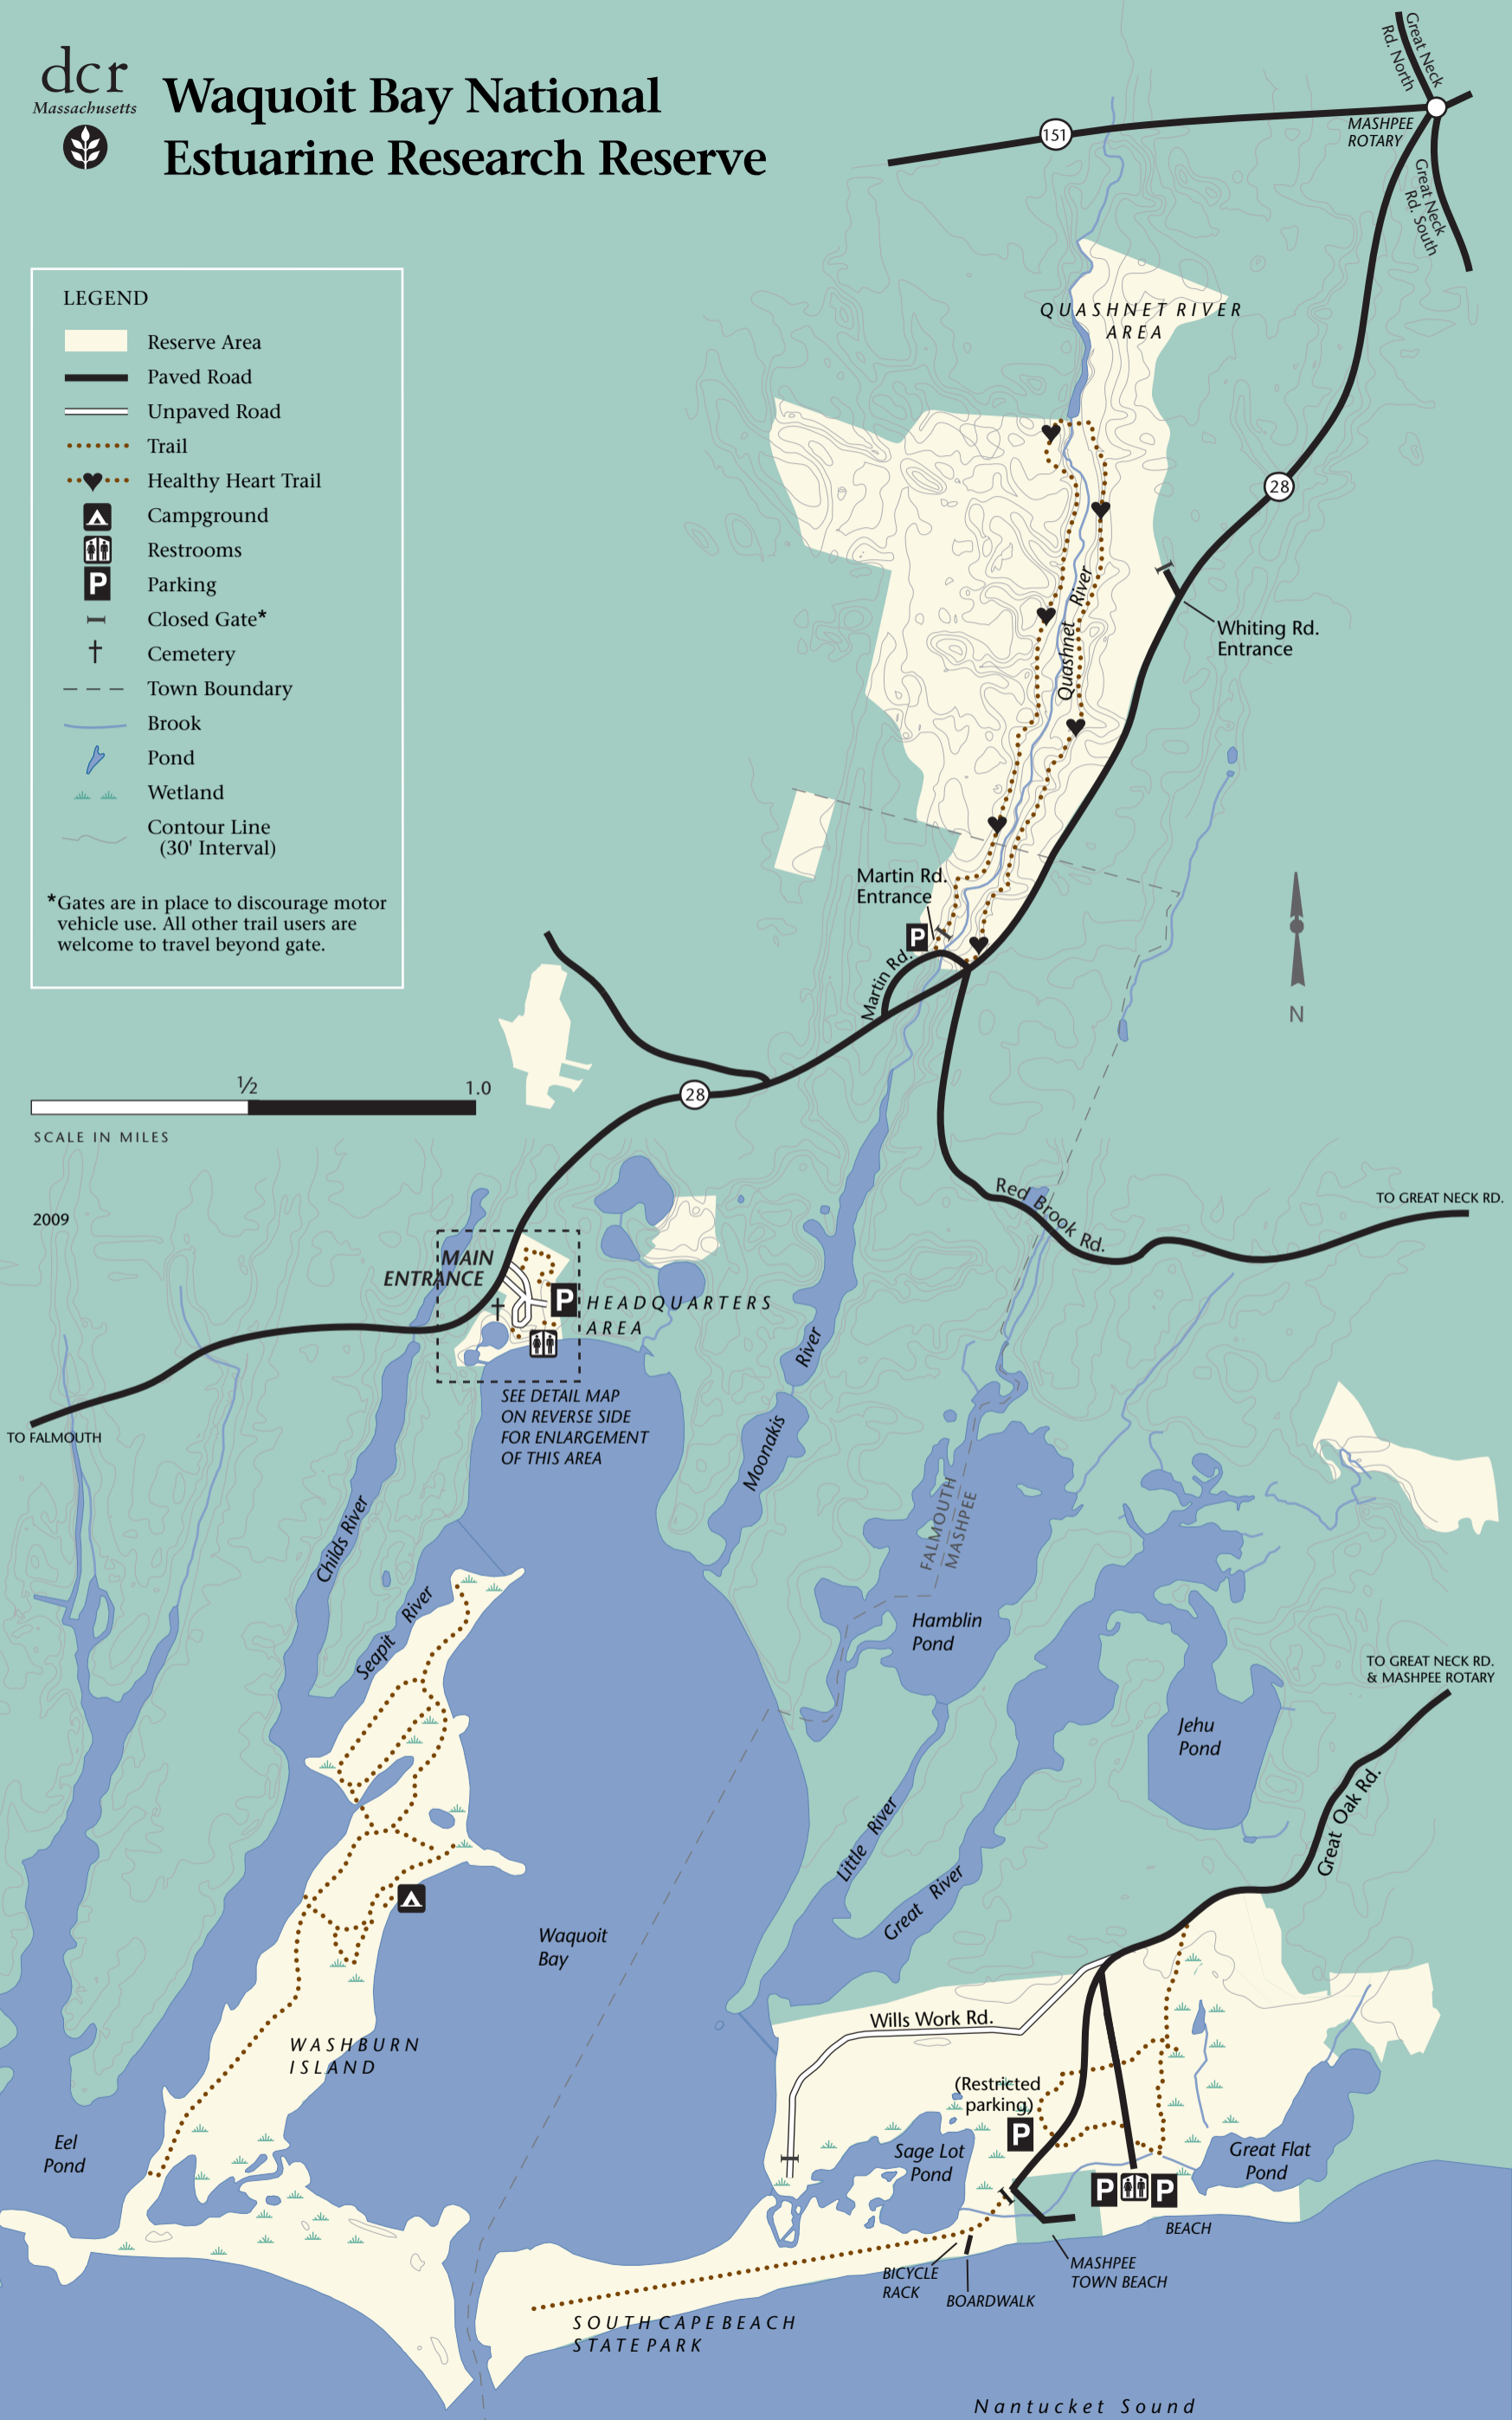 dcr
Massachusetts
Waquoit Bay National
Estuarine Research Reserve
Great Neck
Rd. North
151
MASHPEE
ROTARY
Great Neck
Rd. South
LEGEND
Reserve Area
Paved Road
Unpaved Road
Trail
Healthy Heart Trail
Campground
Restrooms
P
Parking
Closed Gate*
Cemetery
Town Boundary
Brook
Pond
Wetland
Contour Line
(30' Interval)
*Gates are in place to discourage motor
vehicle use. All other trail users are
welcome to travel beyond gate.
QUASHNET RIVER
AREA
28
Quashnet River
Whiting Rd.
Entrance
Martin Rd.
Entrance
P
Martin Rd.
N
½
1.0
SCALE IN MILES
28
2009
Red Brook Rd.
TO GREAT NECK RD.
MAIN
ENTRANCE
P
HEADQUARTERS
AREA
SEE DETAIL MAP
ON REVERSE SIDE
FOR ENLARGEMENT
OF THIS AREA
TO FALMOUTH
Moonakis River
Childs River
Seapit River
FALMOUTH
MASHPEE
Hamblin
Pond
TO GREAT NECK RD.
& MASHPEE ROTARY
Jehu
Pond
Great Oak Rd.
Little River
Great River
Waquoit
Bay
WASHBURN
ISLAND
Wills Work Rd.
(Restricted
parking)
P
Eel
Pond
Sage Lot
Pond
Great Flat
Pond
P
P
BEACH
MASHPEE
TOWN BEACH
BICYCLE
RACK
BOARDWALK
SOUTH CAPE BEACH
STATE PARK
Nantucket Sound